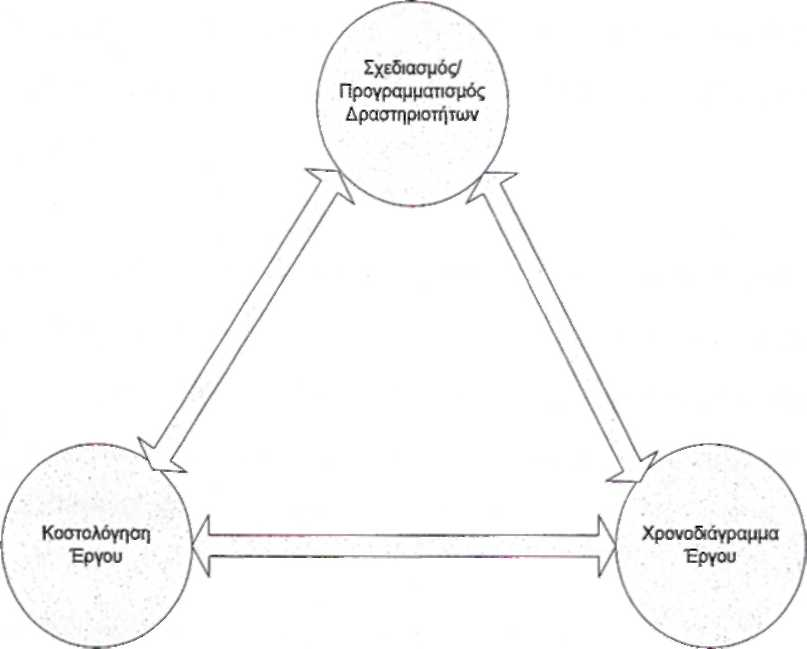 Σχεδιασμός/
Προγραμματισμός
Δραστηριοτήτων
Κοστολόγηση
Έργου
Χρονοδιάγραμμα
Έργου